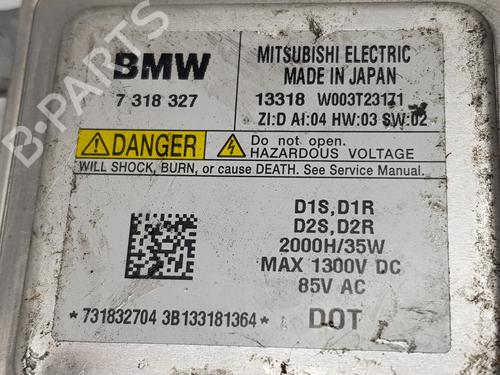 BMW
7 318 327
MITSUBISHI ELECTRIC
MADE IN JAPAN
13318 W003T23171
ZI:D AI:04 HW:03 SW:02
DANGER
Do not open.
HAZARDOUS VOLTAGE
WILL SHOCK, BURN, or cause DEATH. See Service Manual.
D1S,D1R
D2S,D2R
2000H/35W
MAX 1300V DC
85V AC
*731832704 3B133181364*
DOT
B-PARTS